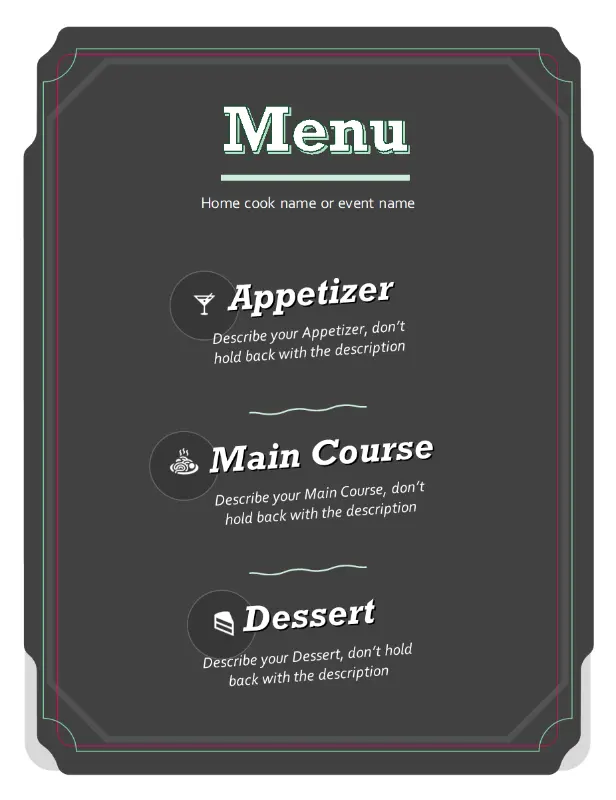 Menu
Home cook name or event name
Appetizer
Describe your Appetizer, don’t
hold back with the description
Main Course
Describe your Main Course, don’t
hold back with the description
Dessert
Describe your Dessert, don’t hold
back with the description